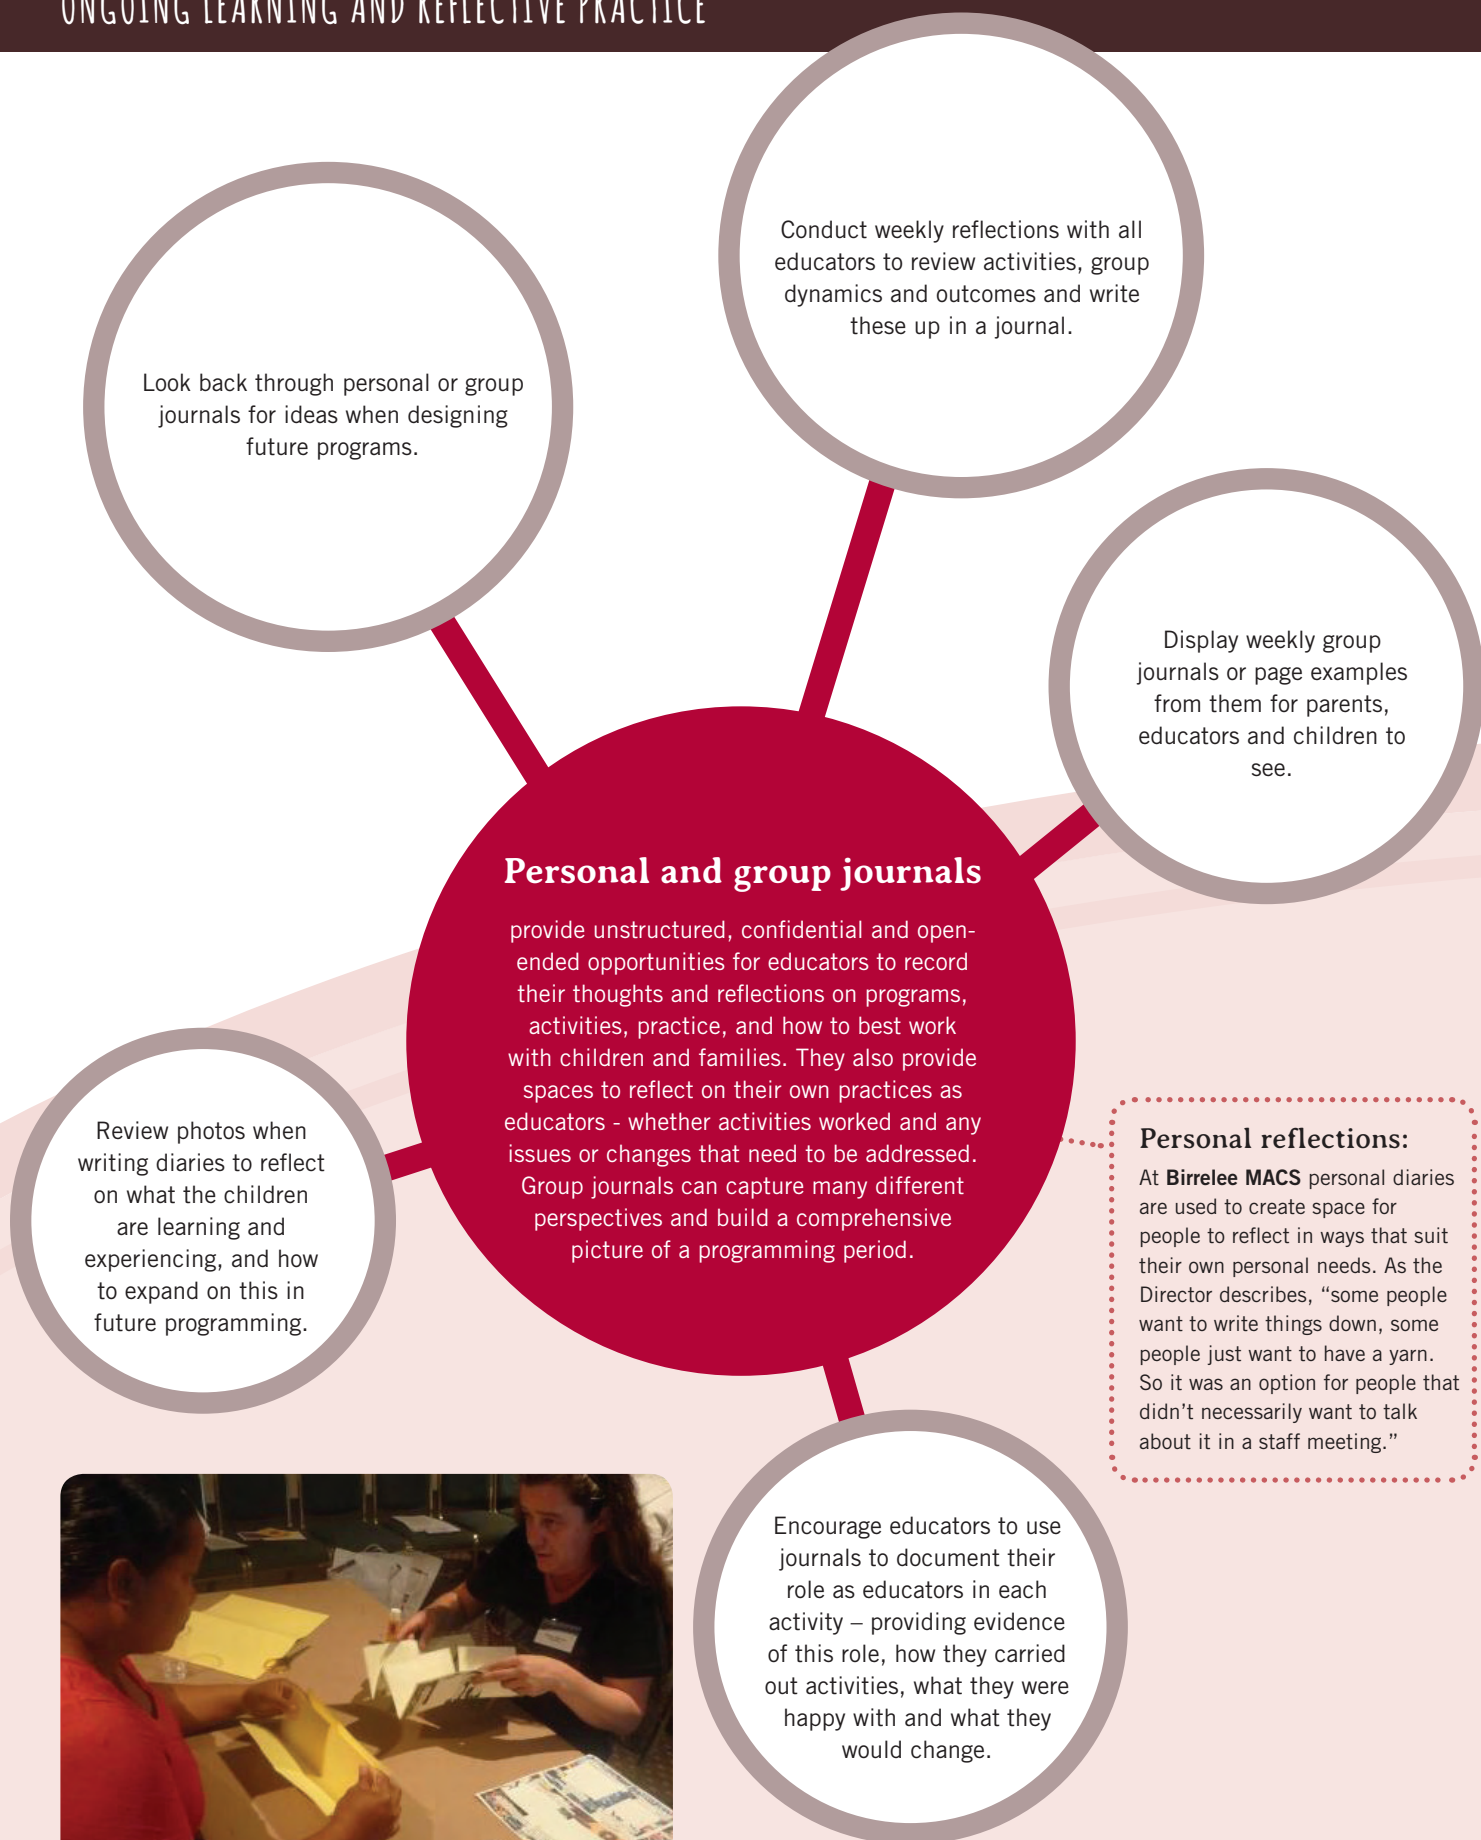 ONGOING LEARNING AND REFLECTIVE PRACTICE
Conduct weekly reflections with all
educators to review activities, group
dynamics and outcomes and write
these up in a journal.
Look back through personal or group
journals for ideas when designing
future programs.
Display weekly group
journals or page examples
from them for parents,
educators and children to
see.
Personal and group journals
provide unstructured, confidential and open-
ended opportunities for educators to record
their thoughts and reflections on programs,
activities, practice, and how to best work
with children and families. They also provide
spaces to reflect on their own practices as
educators - whether activities worked and any
issues or changes that need to be addressed.
Group journals can capture many different
perspectives and build a comprehensive
picture of a programming period.
Review photos when
writing diaries to reflect
on what the children
are learning and
experiencing, and how
to expand on this in
future programming.
Personal reflections:
At Birrelee MACS personal diaries
are used to create space for
people to reflect in ways that suit
their own personal needs. As the
Director describes, “some people
want to write things down, some
people just want to have a yarn.
So it was an option for people that
didn’t necessarily want to talk
about it in a staff meeting.”
Encourage educators to use
journals to document their
role as educators in each
activity – providing evidence
of this role, how they carried
out activities, what they were
happy with and what they
would change.